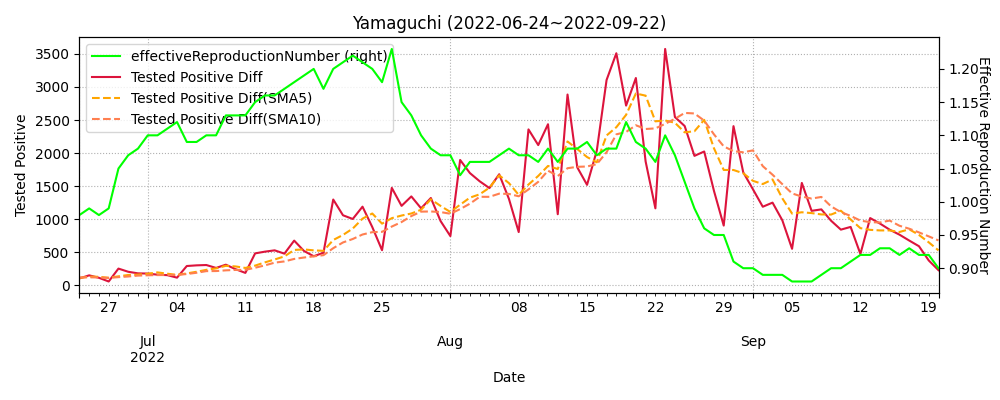 Yamaguchi (2022-06-24~2022-09-22)
effectiveReproductionNumber (right)
Tested Positive Diff
Tested Positive Diff(SMA5)
Tested Positive Diff(SMA10)
Tested Positive
3500
3000
2500
2000
1500
1000
500
0
1.20
1.15
1.10
1.05
1.00
0.95
0.90
Effective Reproduction Number
27 04 11 18 25 08 15 22 29 05 12 19
Jul Aug Sep
2022
Date